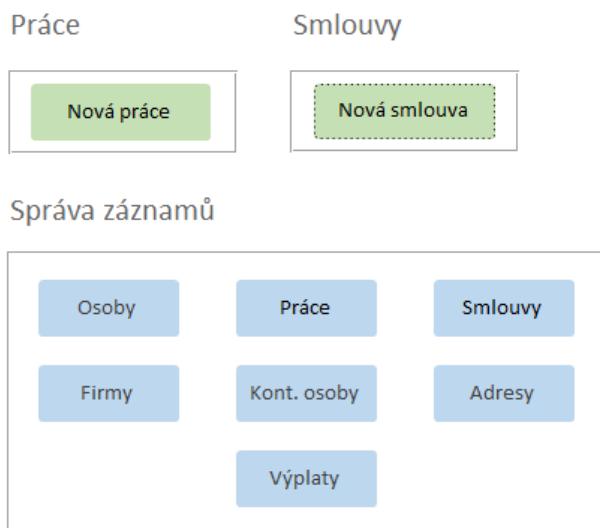 Práce Smlouvy
Nová práce Nová smlouva
Správa záznamů
Osoby Práce Smlouvy
Firmy Kont. osoby Adresy
Výplaty